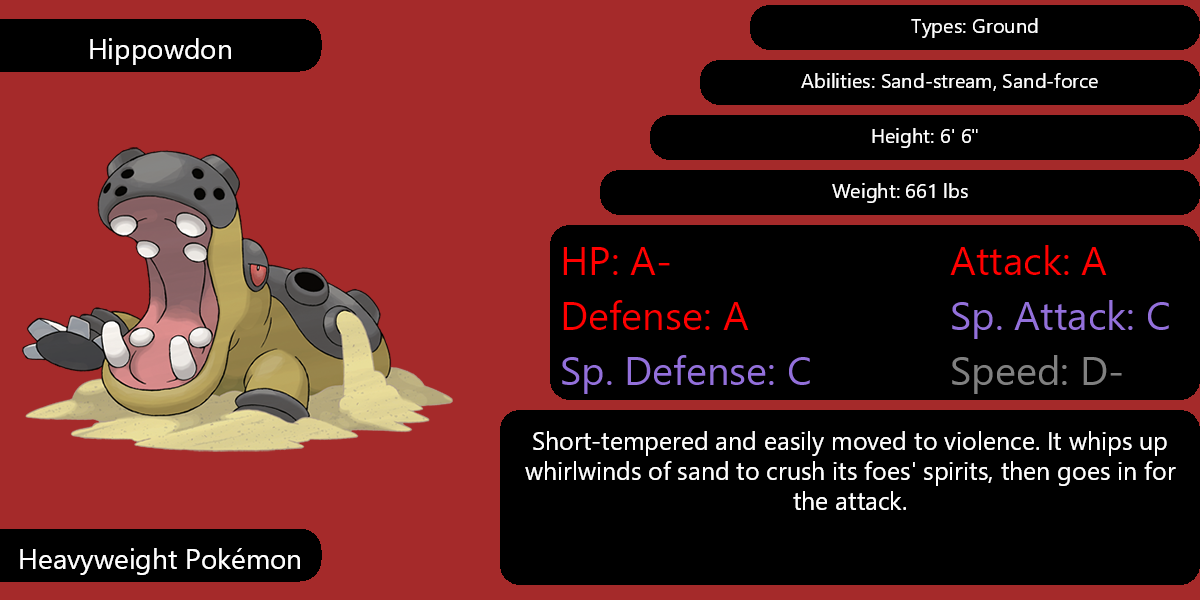 Hippowdon
Types: Ground
Abilities: Sand-stream, Sand-force
Height: 6' 6"
Weight: 661 lbs
HP: A-
Attack: A
Defense: A
Sp. Attack: C
Sp. Defense: C
Speed: D-
Short-tempered and easily moved to violence. It whips up
whirlwinds of sand to crush its foes' spirits, then goes in for
the attack.
Heavyweight Pokémon